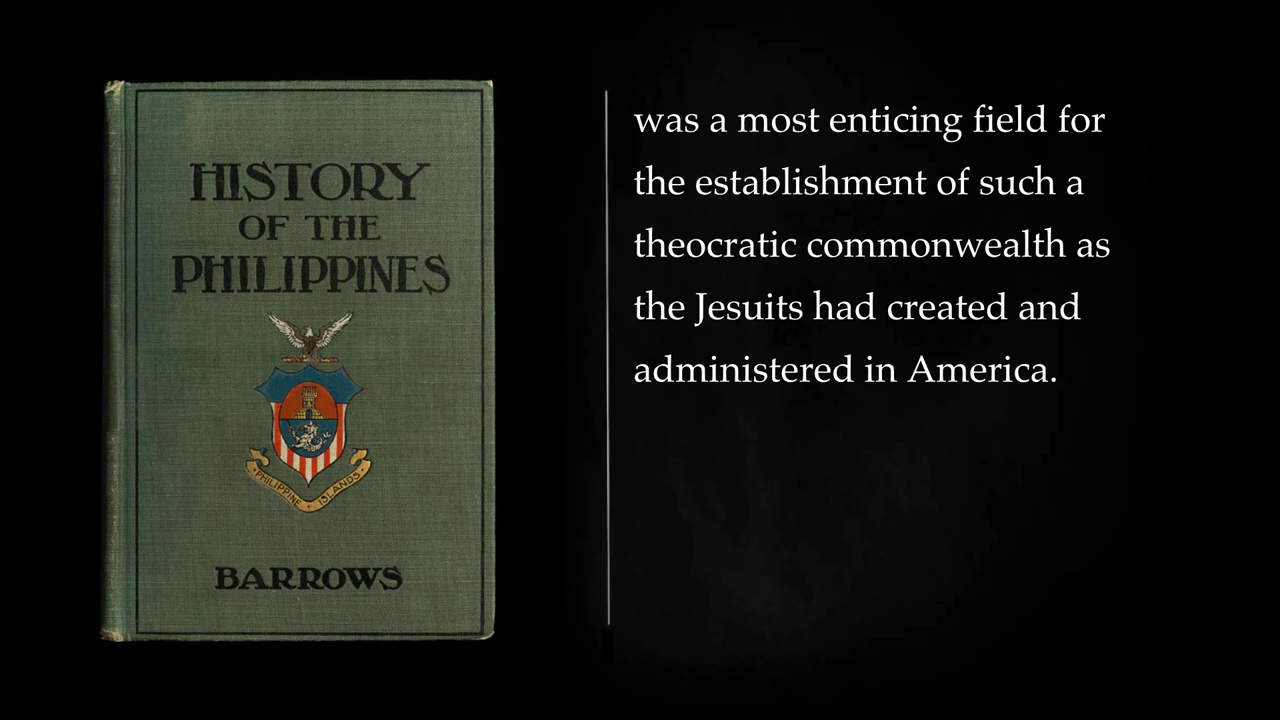 HISTORY
OF THE
PHILIPPINES
PHILIPPINE ISLANDS
BARROWS
was a most enticing field for
the establishment of such a
theocratic commonwealth as
the Jesuits had created and
administered in America.